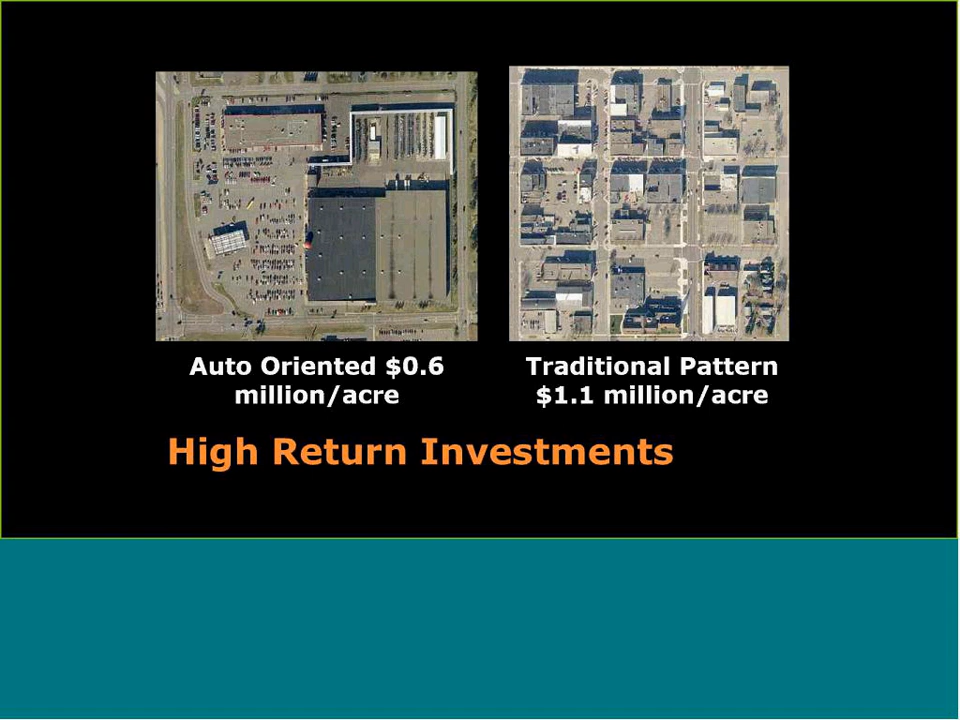 Auto Oriented $0.6
million/acre
Traditional Pattern
$1.1 million/acre
High Return Investments